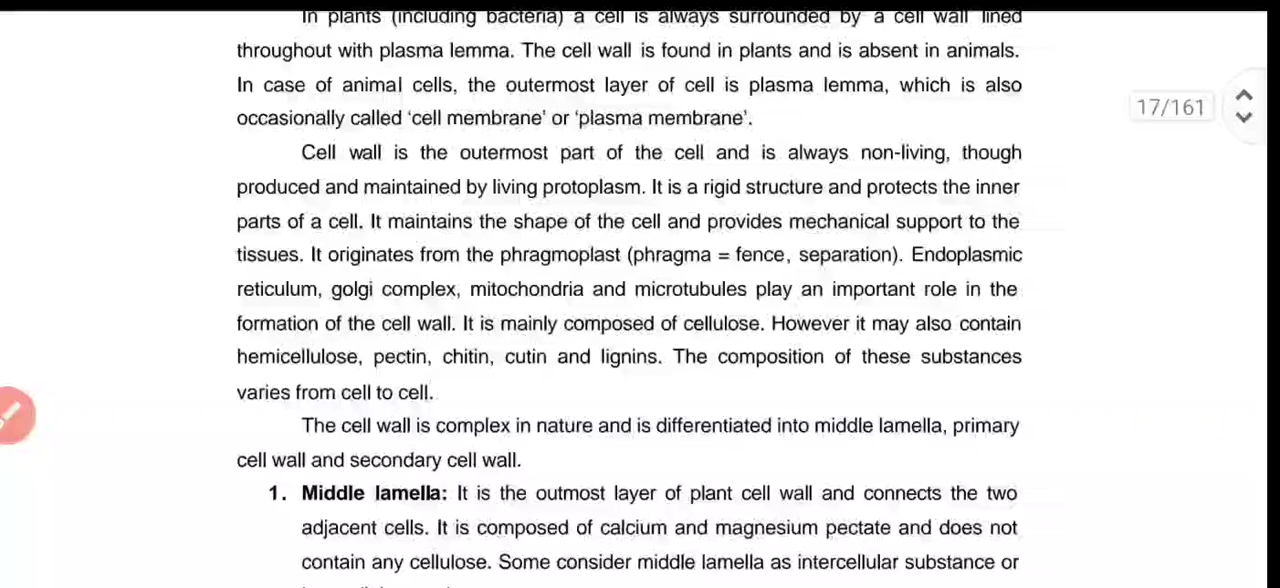 In plants (including bacteria) a cell is always surrounded by a cell wall lined
throughout with plasma lemma. The cell wall is found in plants and is absent in animals.
In case of animal cells, the outermost layer of cell is plasma lemma, which is also
occasionally called ‘cell membrane’ or ‘plasma membrane’.
17/161
Cell wall is the outermost part of the cell and is always non-living, though
produced and maintained by living protoplasm. It is a rigid structure and protects the inner
parts of a cell. It maintains the shape of the cell and provides mechanical support to the
tissues. It originates from the phragmoplast (phragma = fence, separation). Endoplasmic
reticulum, golgi complex, mitochondria and microtubules play an important role in the
formation of the cell wall. It is mainly composed of cellulose. However it may also contain
hemicellulose, pectin, chitin, cutin and lignins. The composition of these substances
varies from cell to cell.
The cell wall is complex in nature and is differentiated into middle lamella, primary
cell wall and secondary cell wall.
1. Middle lamella: It is the outmost layer of plant cell wall and connects the two
adjacent cells. It is composed of calcium and magnesium pectate and does not
contain any cellulose. Some consider middle lamella as intercellular substance or